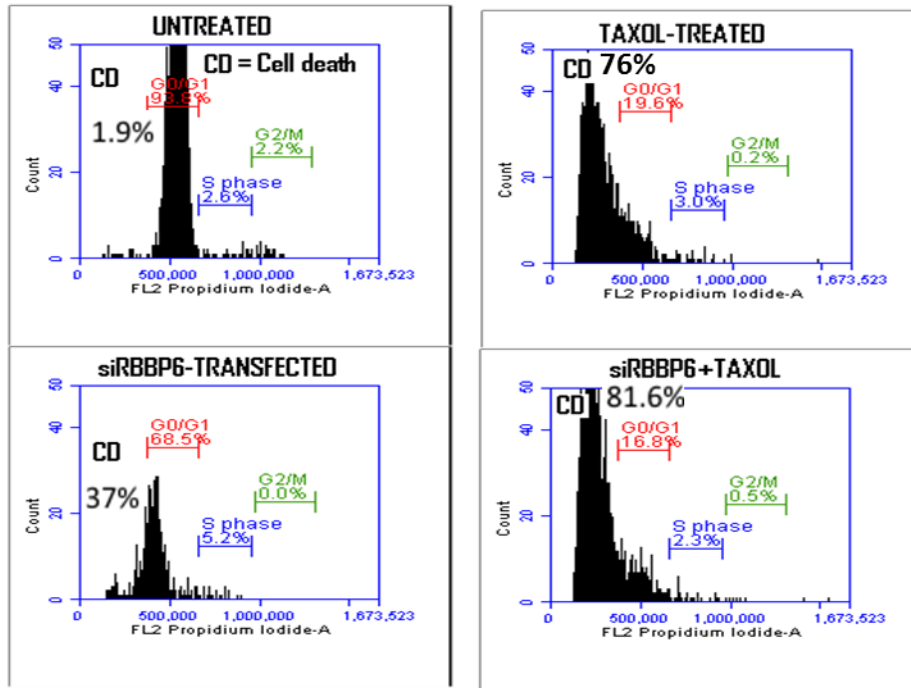 UNTREATED
50
CD
CD = Cell death
40
G0/G1
93.8%
1.9%
G2/M
2.2%
20
S phase
2.6%
0
Count
0
500,000
1,000,000
1,673,523
FL2 Propidium Iodide-A
TAXOL-TREATED
50
CD 76%
40
G0/G1
19.6%
G2/M
0.2%
20
S phase
3.0%
0
Count
0
500,000
1,000,000
1,673,523
FL2 Propidium Iodide-A
siRBBP6-TRANSFECTED
50
40
G0/G1
68.5%
CD
37%
G2/M
0.0%
20
S phase
5.2%
0
Count
0
500,000
1,000,000
1,673,523
FL2 Propidium Iodide-A
siRBBP6+TAXOL
50
CD 81.6%
40
G0/G1
16.8%
G2/M
0.5%
20
S phase
2.3%
0
Count
0
500,000
1,000,000
1,673,523
FL2 Propidium Iodide-A